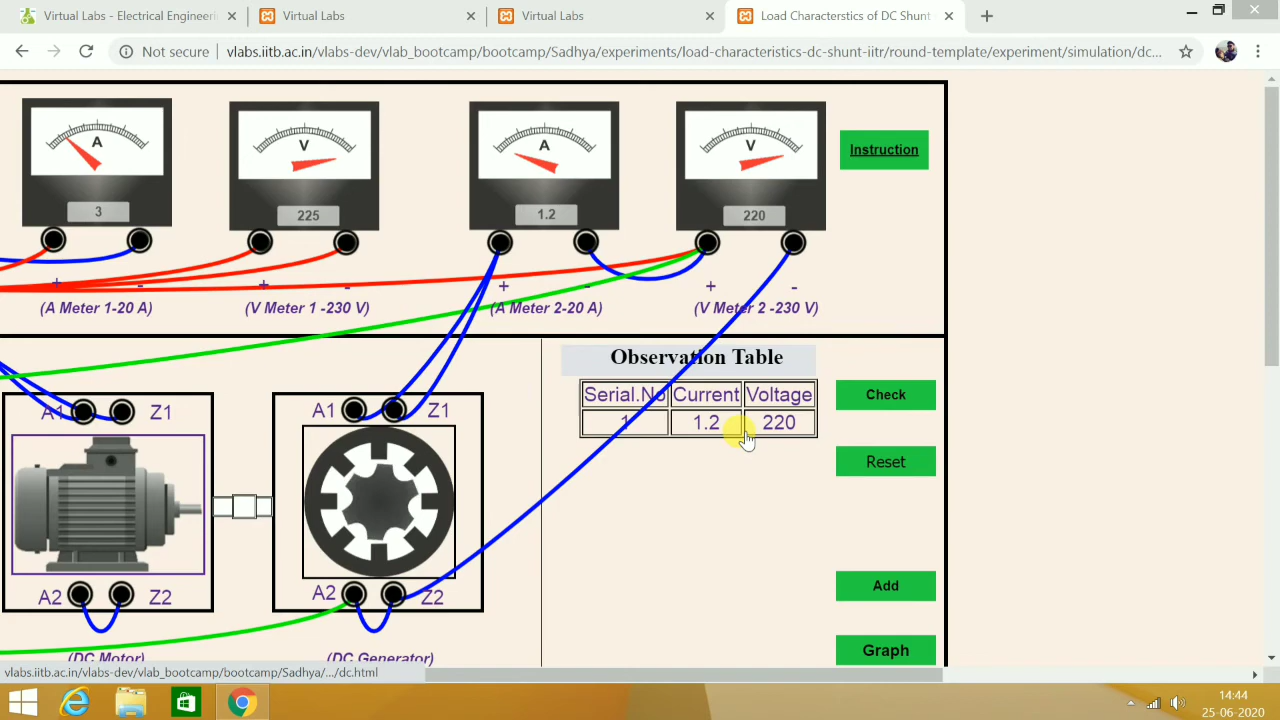 Virtual Labs - Electrical Engineeri
Virtual Labs
Virtual Labs
Load Characterstics of DC Shunt
Not secure
vlabs.iitb.ac.in/vlabs-dev/vlab_bootcamp/bootcamp/Sadhya/experiments/load-characteristics-dc-shunt-iitr/round-template/experiment/simulation/dc...
A
V
A
V
Instruction
3
225
1.2
220
+ -
+ -
+ -
+ -
(A Meter 1-20 A)
(V Meter 1 -230 V)
(A Meter 2-20 A)
(V Meter 2 -230 V)
Observation Table
Serial.No Current Voltage
1 1.2 220
Check
A1 Z1
A1 Z1
Reset
A2 Z2
A2 Z2
Add
Graph
(DC Motor)
(DC Generator)
vlabs.iitb.ac.in/vlabs-dev/vlab_bootcamp/bootcamp/Sadhya/.../dc.html
14:44
25-06-2020